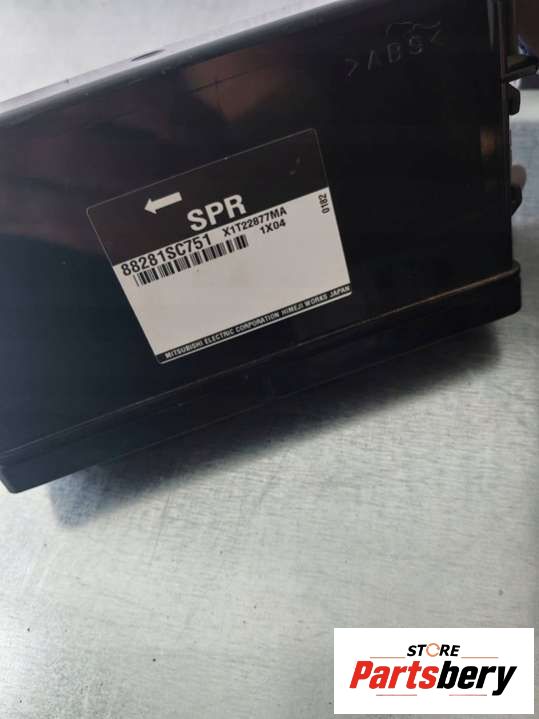 >ABS<
SPR
88281SC751 X1T22877MA
1X04
0182
MITSUBISHI ELECTRIC CORPORATION HIMEJI WORKS JAPAN
STORE
Partsbery